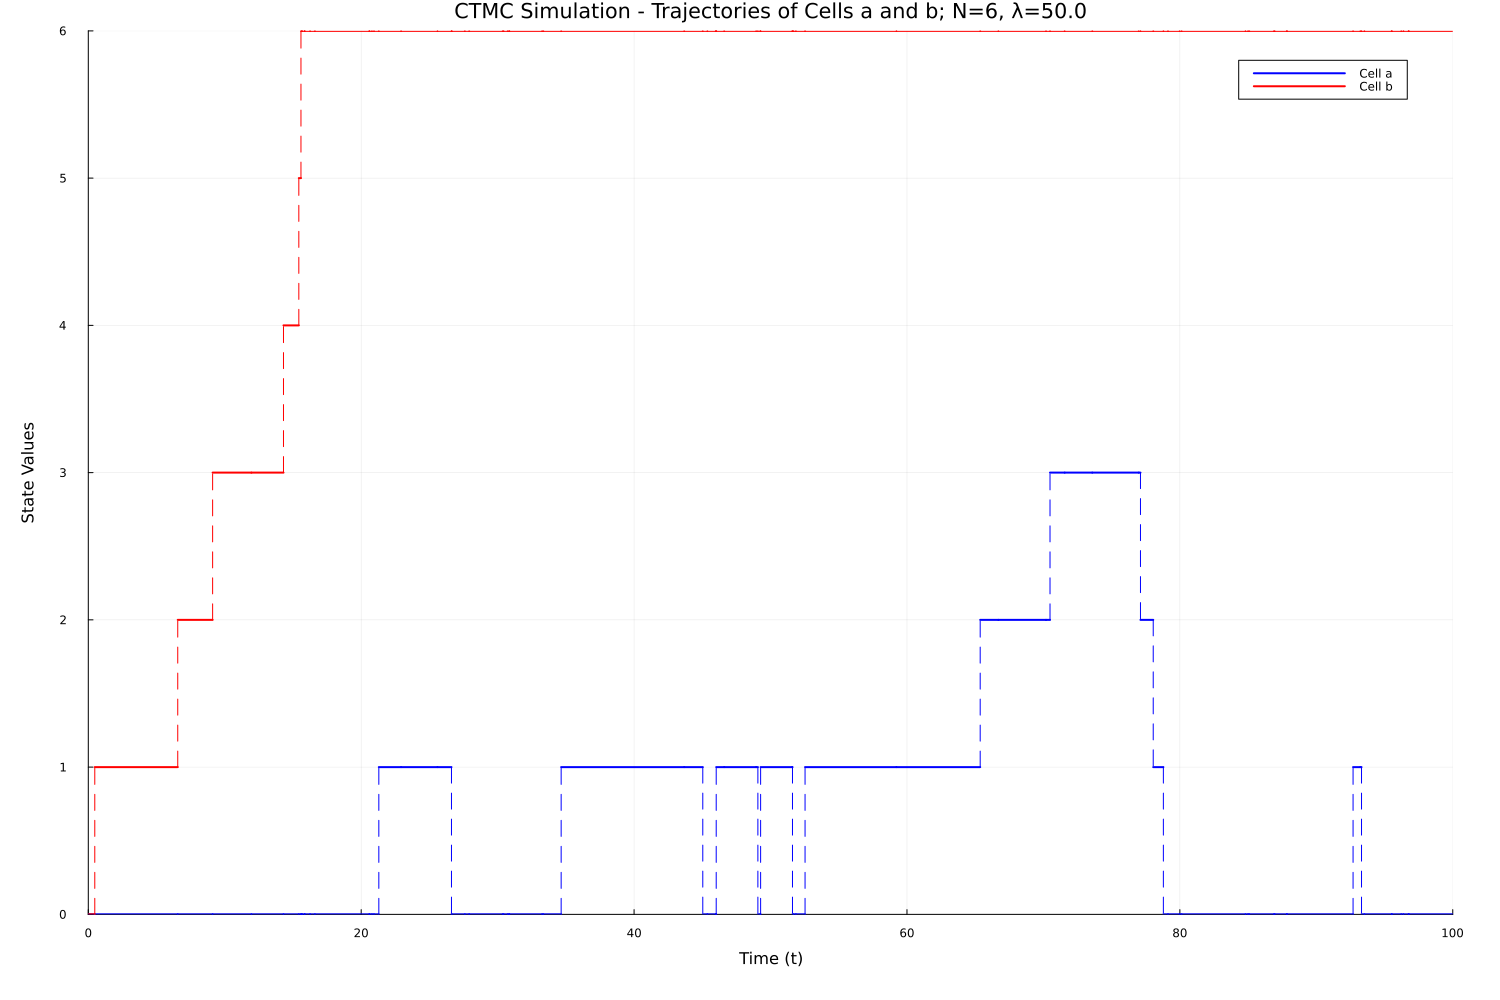 CTMC Simulation - Trajectories of Cells a and b; N=6, λ=50.0
Cell a
Cell b
State Values
6
5
4
3
2
1
0
0 20 40 60 80 100
Time (t)